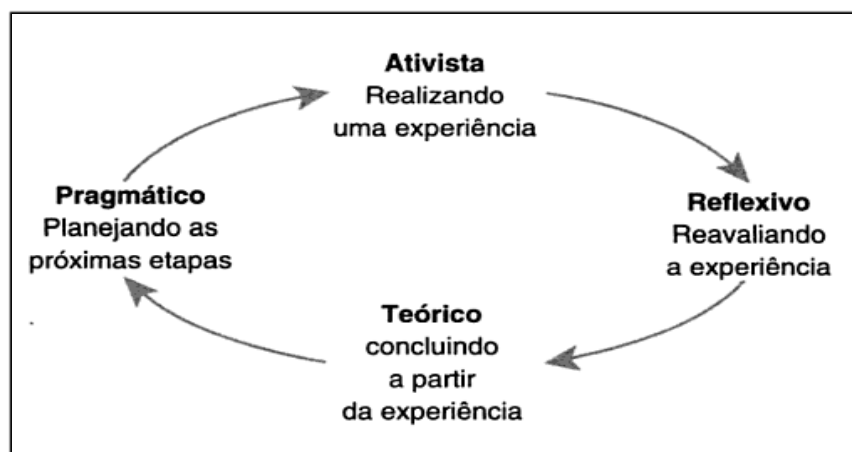 Ativista
Realizando
uma experiência
Reflexivo
Reavaliando
a experiência
Teórico
concluindo
a partir
da experiência
Pragmático
Planejando as
próximas etapas